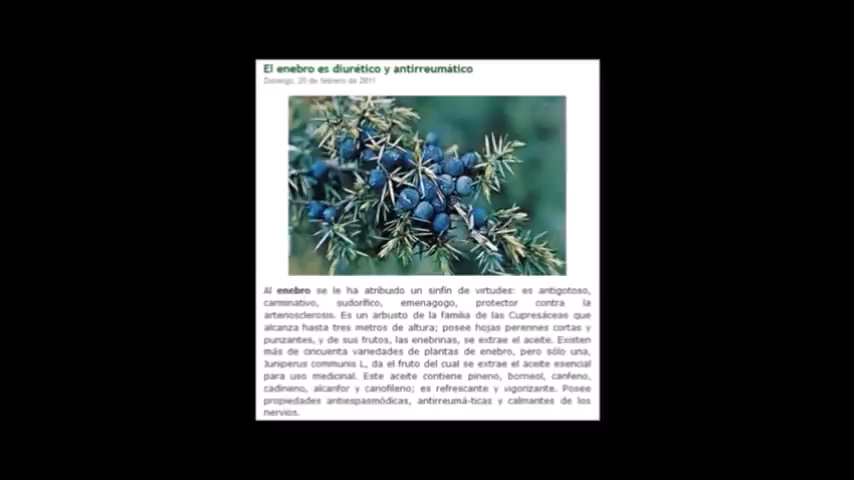 El enebro es diurético y antirreumático
Domingo, 20 de febrero de 2011
Al enebro se le ha atribuido un sinfín de virtudes: es antigotoso,
carminativo, sudorífico, emenagogo, protector contra la
arteriosclerosis. Es un arbusto de la familia de las Cupresáceas que
alcanza hasta tres metros de altura; posee hojas perennes cortas y
punzantes, y de sus frutos, las enebrinas, se extrae el aceite. Existen
más de cincuenta variedades de plantas de enebro, pero sólo una,
Juniperus communis L, da el fruto del cual se extrae el aceite esencial
para uso medicinal. Este aceite contiene pineno, borneol, canfeno,
cadineno, alcanfor y cariofileno; es refrescante y vigorizante. Posee
propiedades antiespasmódicas, antirreumá-ticas y calmantes de los
nervios.